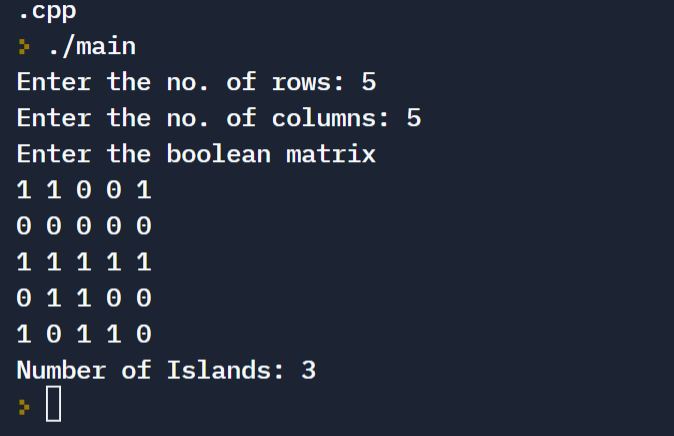 .cpp
> ./main
Enter the no. of rows: 5
Enter the no. of columns: 5
Enter the boolean matrix
1 1 0 0 1
0 0 0 0 0
1 1 1 1 1
0 1 1 0 0
1 0 1 1 0
Number of Islands: 3
>